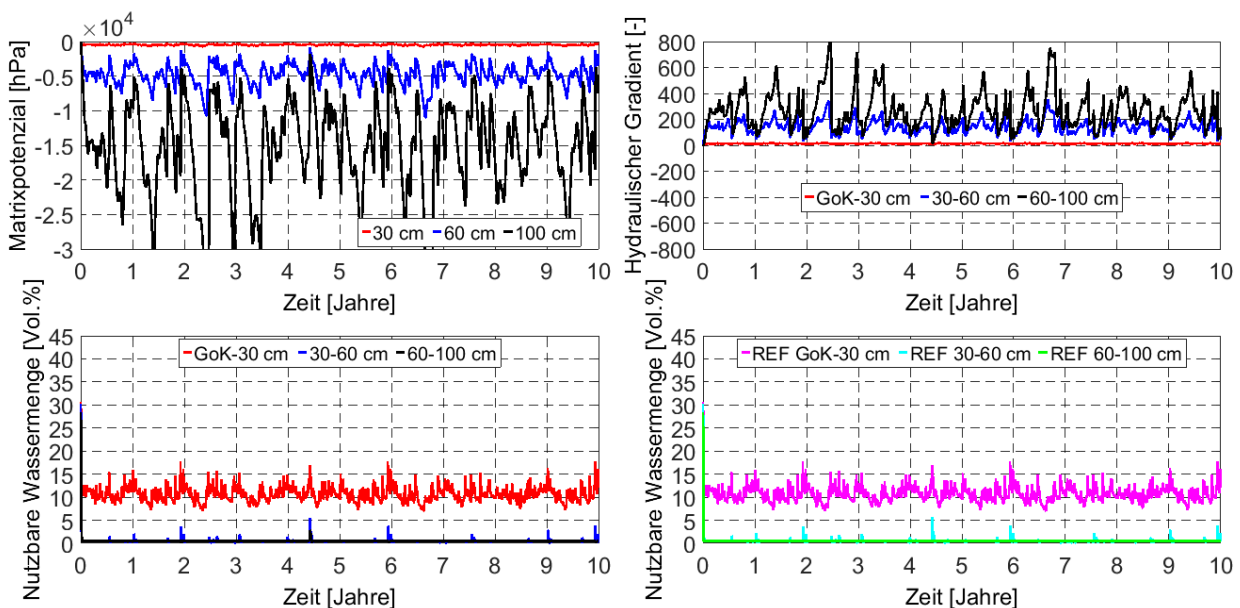 ×10⁴
Matrixpotenzial [hPa]
0
-0.5
-1
-1.5
-2
-2.5
-3
30 cm 60 cm 100 cm
0 1 2 3 4 5 6 7 8 9 10
Zeit [Jahre]
Hydraulischer Gradient [-]
800
600
400
200
0
-200
-400
-600
-800
GoK-30 cm 30-60 cm 60-100 cm
0 1 2 3 4 5 6 7 8 9 10
Zeit [Jahre]
Nutzbare Wassermenge [Vol.%]
45
40
35
30
25
20
15
10
5
0
GoK-30 cm 30-60 cm 60-100 cm
0 1 2 3 4 5 6 7 8 9 10
Zeit [Jahre]
Nutzbare Wassermenge [Vol.%]
45
40
35
30
25
20
15
10
5
0
REF GoK-30 cm REF 30-60 cm REF 60-100 cm
0 1 2 3 4 5 6 7 8 9 10
Zeit [Jahre]